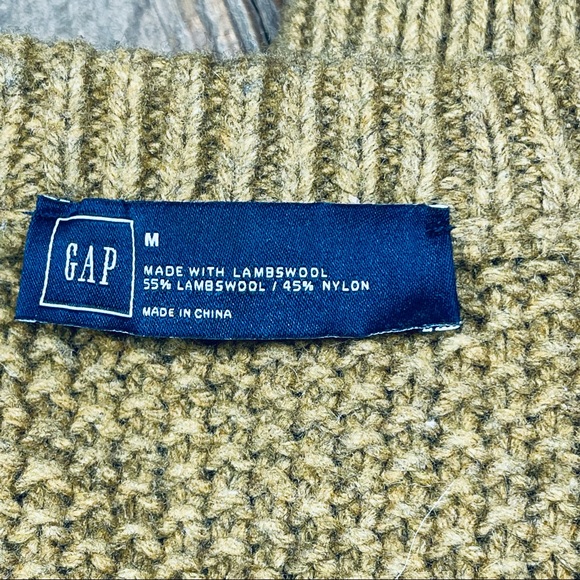 GAP
M
MADE WITH LAMBSWOOL
55% LAMBSWOOL / 45% NYLON
MADE IN CHINA